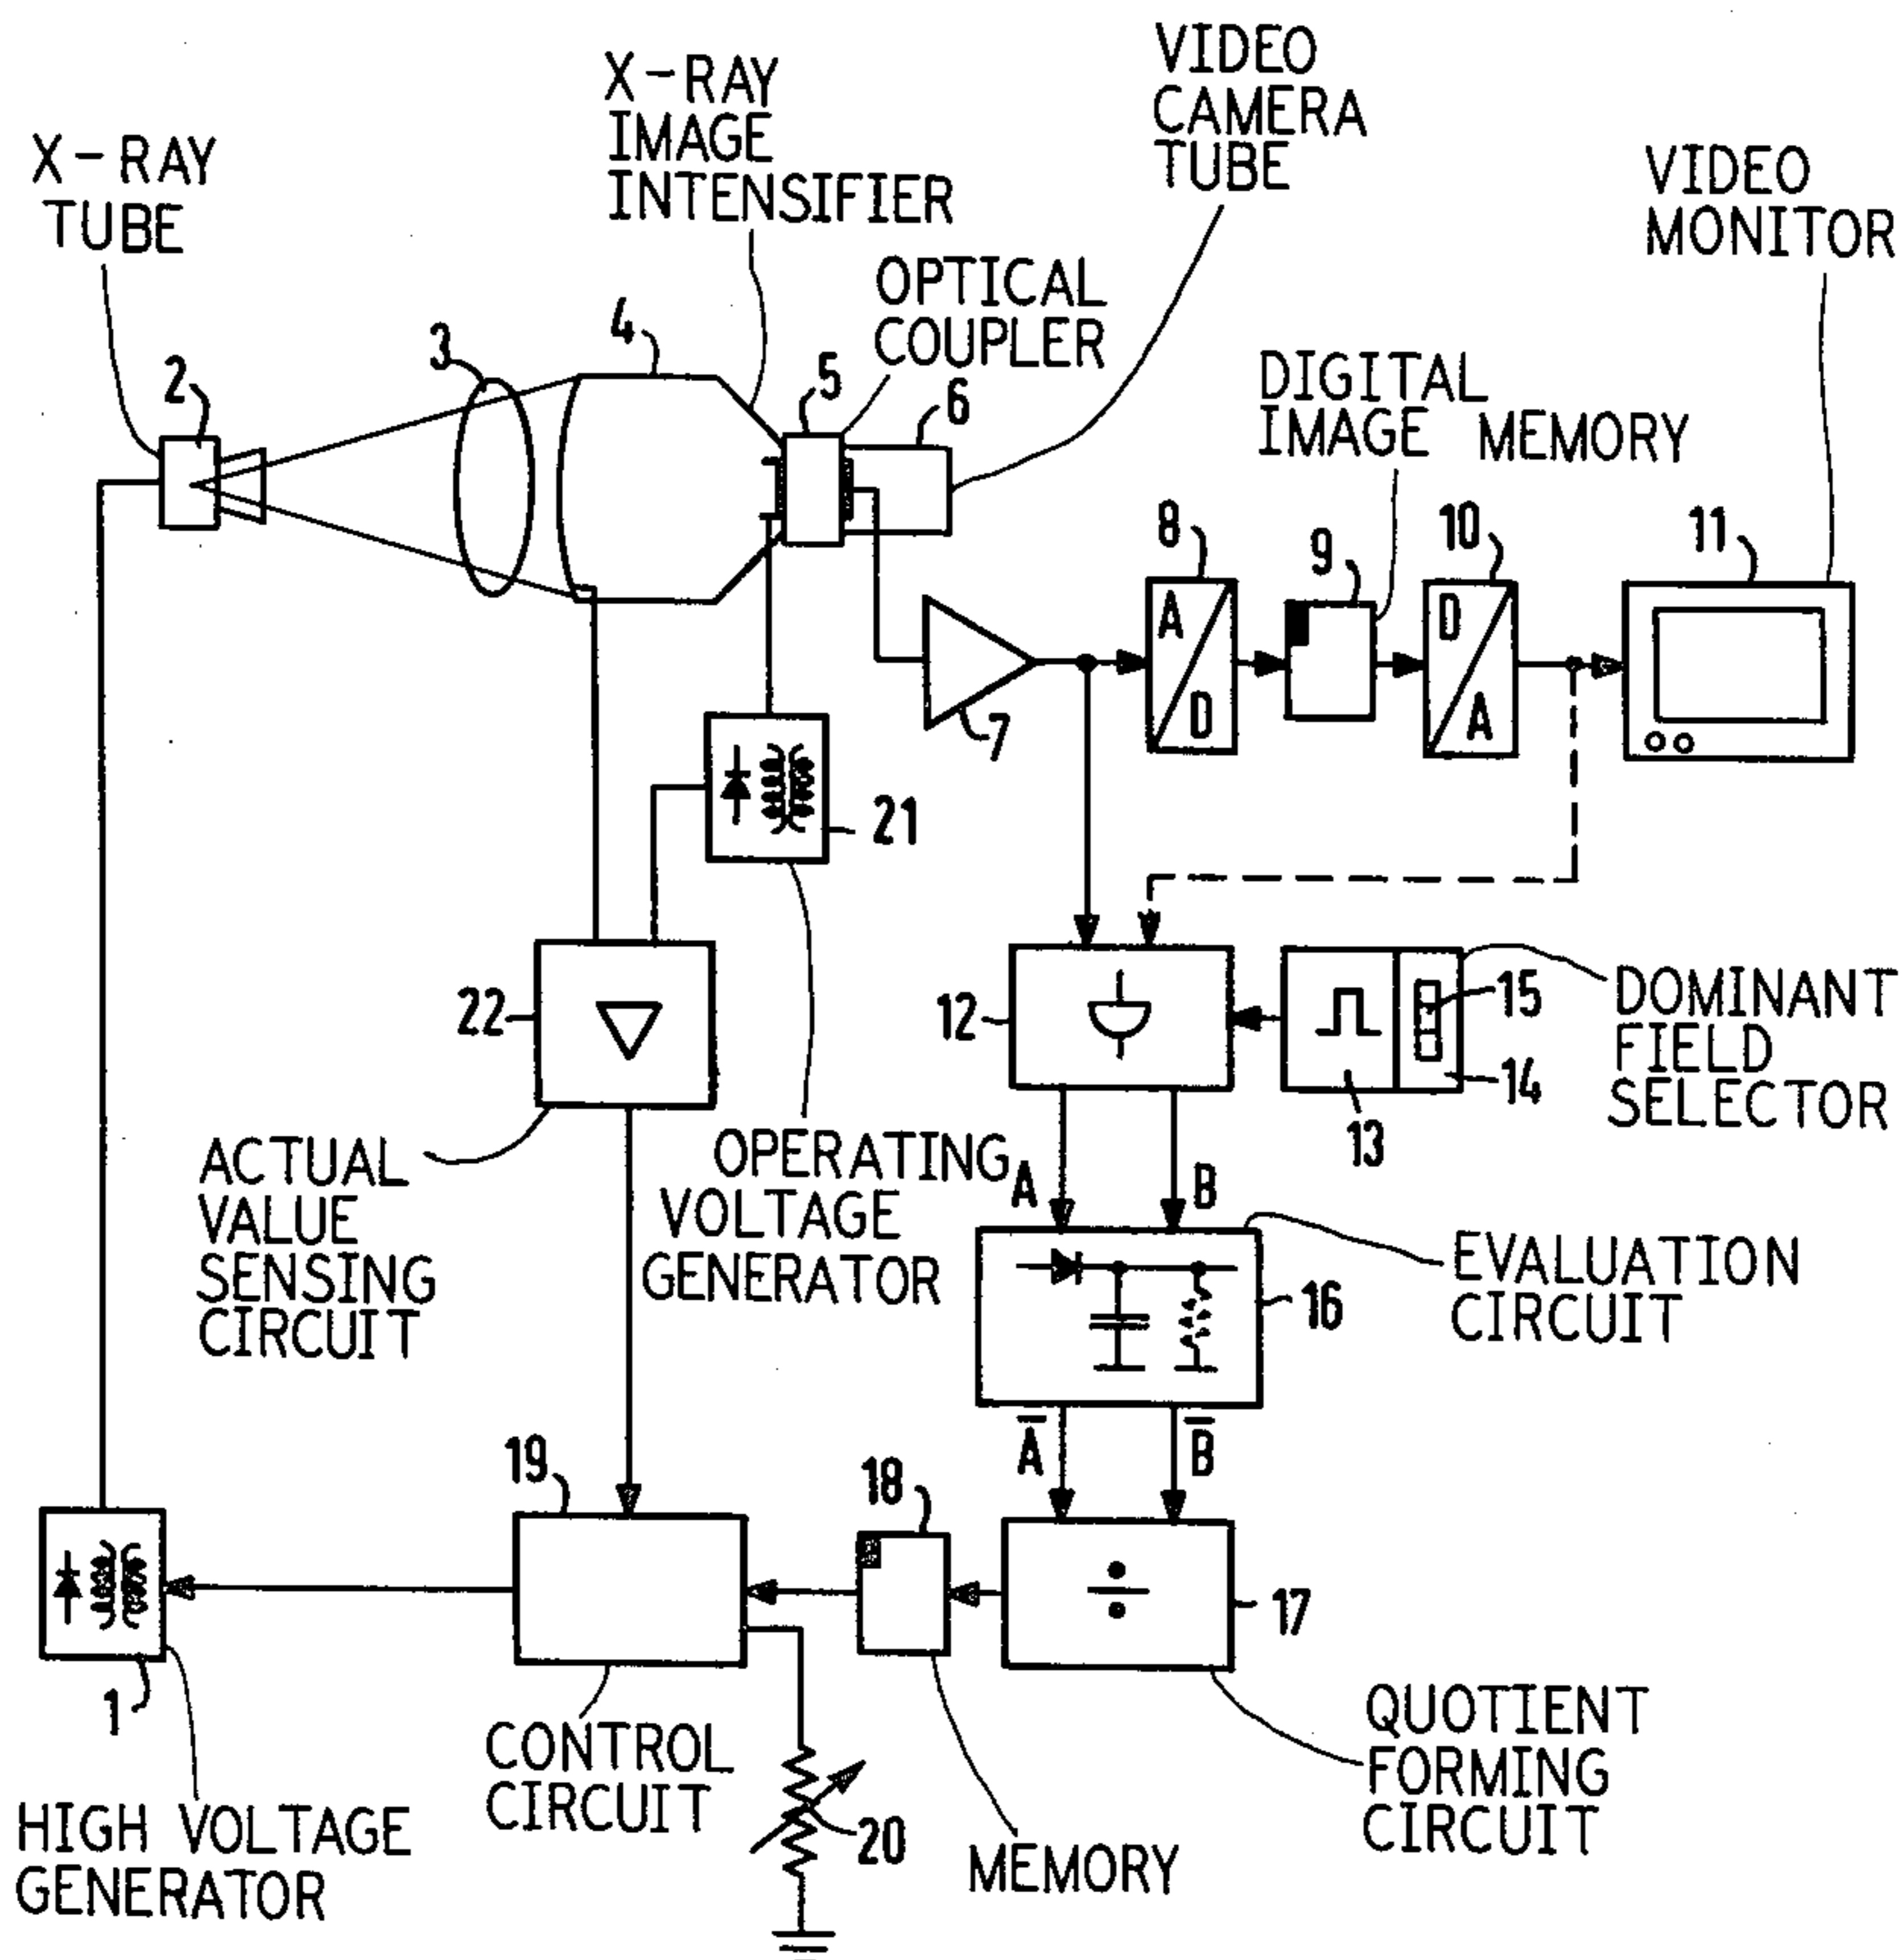 X-RAY
TUBE
X-RAY
IMAGE
INTENSIFIER
VIDEO
CAMERA
TUBE
VIDEO
MONITOR
OPTICAL
COUPLER
DIGITAL
IMAGE MEMORY
2
3
4
5
6
7
8
A
D
9
10
D
A
11
21
22
12
15
14
13
DOMINANT
FIELD
SELECTOR
ACTUAL
VALUE
SENSING
CIRCUIT
OPERATING
VOLTAGE
GENERATOR
A
B
EVALUATION
CIRCUIT
16
A̅
B̅
19
18
÷
17
1
HIGH VOLTAGE
GENERATOR
CONTROL
CIRCUIT
20
MEMORY
QUOTIENT
FORMING
CIRCUIT